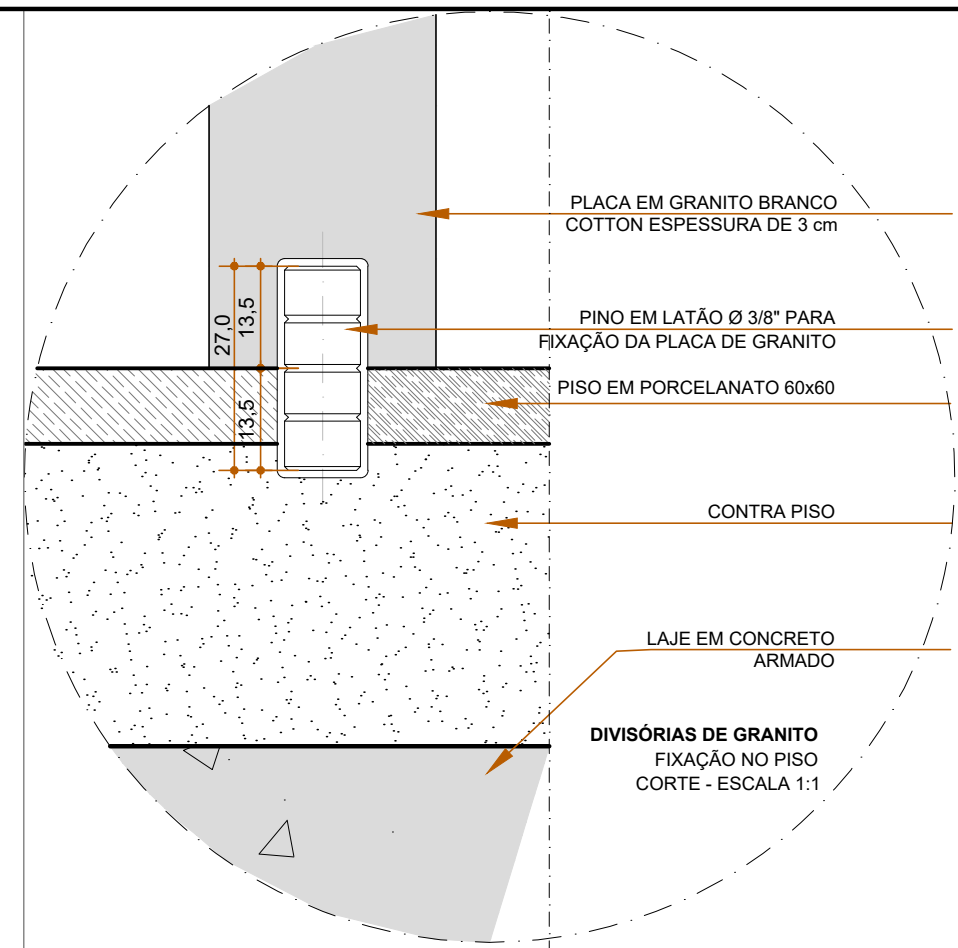 PLACA EM GRANITO BRANCO
COTTON ESPESSURA DE 3 cm
PINO EM LATÃO Ø 3/8" PARA
FIXAÇÃO DA PLACA DE GRANITO
27,0
13,5
13,5
PISO EM PORCELANATO 60x60
CONTRA PISO
LAJE EM CONCRETO
ARMADO
DIVISÓRIAS DE GRANITO
FIXAÇÃO NO PISO
CORTE - ESCALA 1:1